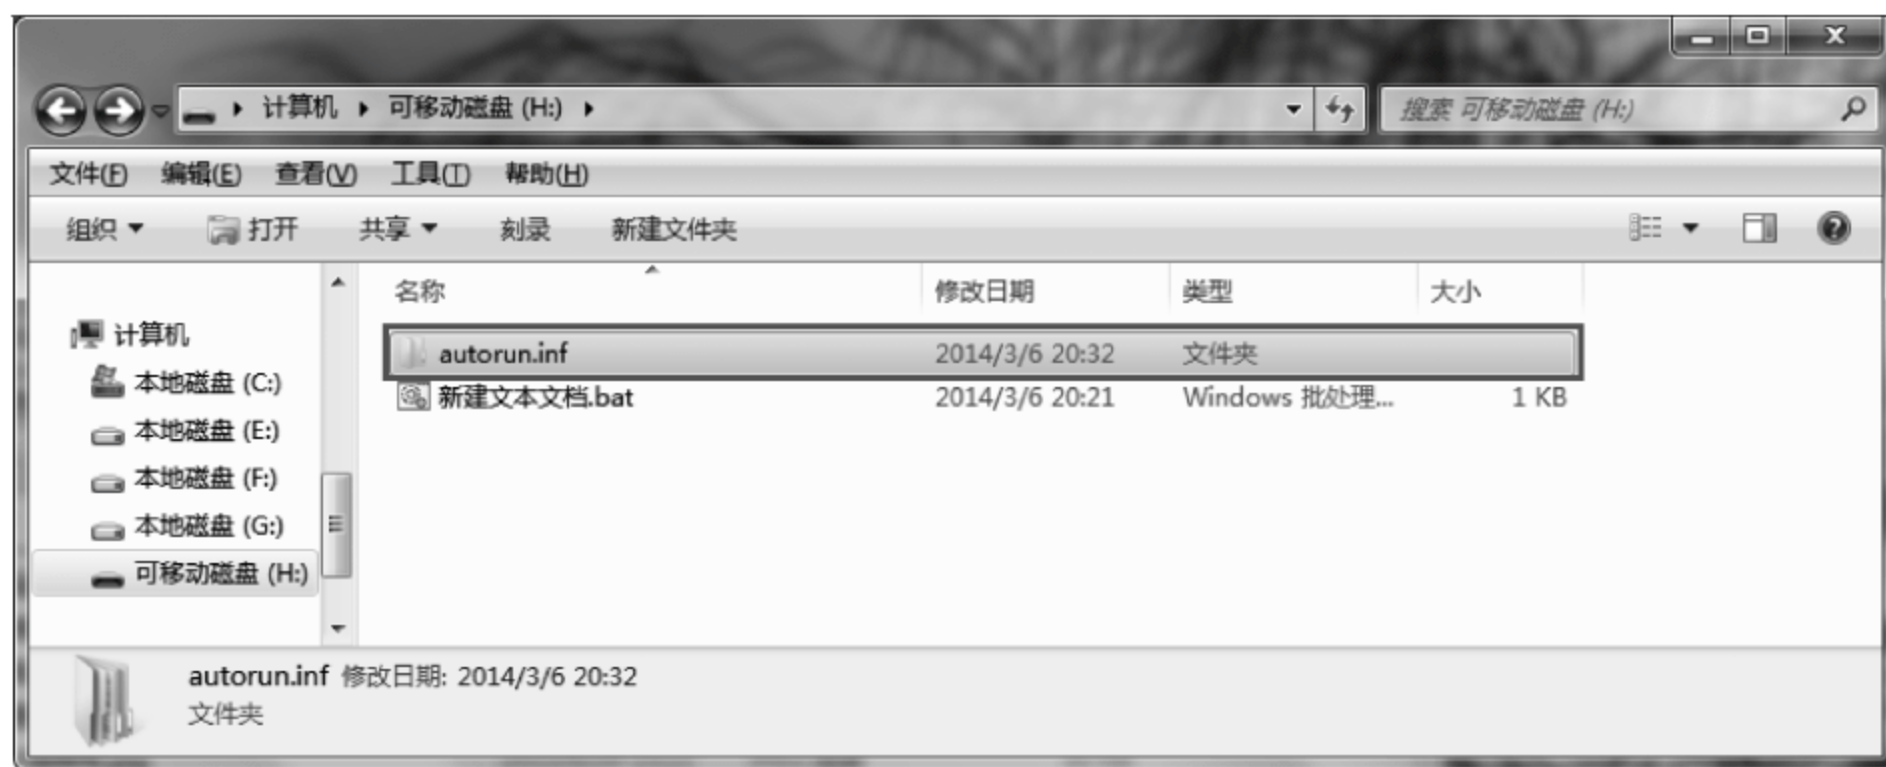 计算机 ▸ 可移动磁盘 (H:) ▸ 搜索 可移动磁盘 (H:)
文件(F) 编辑(E) 查看(V) 工具(T) 帮助(H)
组织 打开 共享 刻录 新建文件夹
名称 修改日期 类型 大小
计算机
本地磁盘 (C:)
本地磁盘 (E:)
本地磁盘 (F:)
本地磁盘 (G:)
可移动磁盘 (H:)
autorun.inf 2014/3/6 20:32 文件夹
新建文本文档.bat 2014/3/6 20:21 Windows 批处理... 1 KB
autorun.inf 修改日期: 2014/3/6 20:32
文件夹